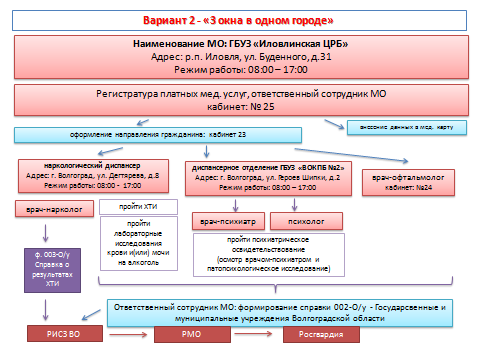 Вариант 2 - «3 окна в одном городе»
Наименование МО: ГБУЗ «Иловлинская ЦРБ»
Адрес: р.п. Иловля, ул. Буденного, д.31
Режим работы: 08:00 – 17:00
Регистратура платных мед. услуг, ответственный сотрудник МО
кабинет: № 25
оформление направления гражданина: кабинет 23
внесение данных в мед. карту
наркологический диспансер
Адрес: г. Волгоград, ул. Дегтярева, д.8
Режим работы: 08:00 - 17:00
диспансерное отделение ГБУЗ «ВОКПБ №2»
Адрес: г. Волгоград, ул. Героев Шипки, д.2
Режим работы: 08:00 – 17:00
врач-офтальмолог
кабинет: №24
врач-нарколог
пройти ХТИ
пройти
лабораторные
исследования
крови и(или) мочи
на алкоголь
врач-психиатр
психолог
пройти психиатрическое
освидетельствование
(осмотр врачом-психиатром и
патопсихологическое исследование)
ф. 003-О/у
Справка о
результатах
ХТИ
Ответственный сотрудник МО: формирование справки 002-О/у - Государсвенные и
муниципальные учреждения Волгоградской области
РИСЗ ВО
РМО
Росгвардия